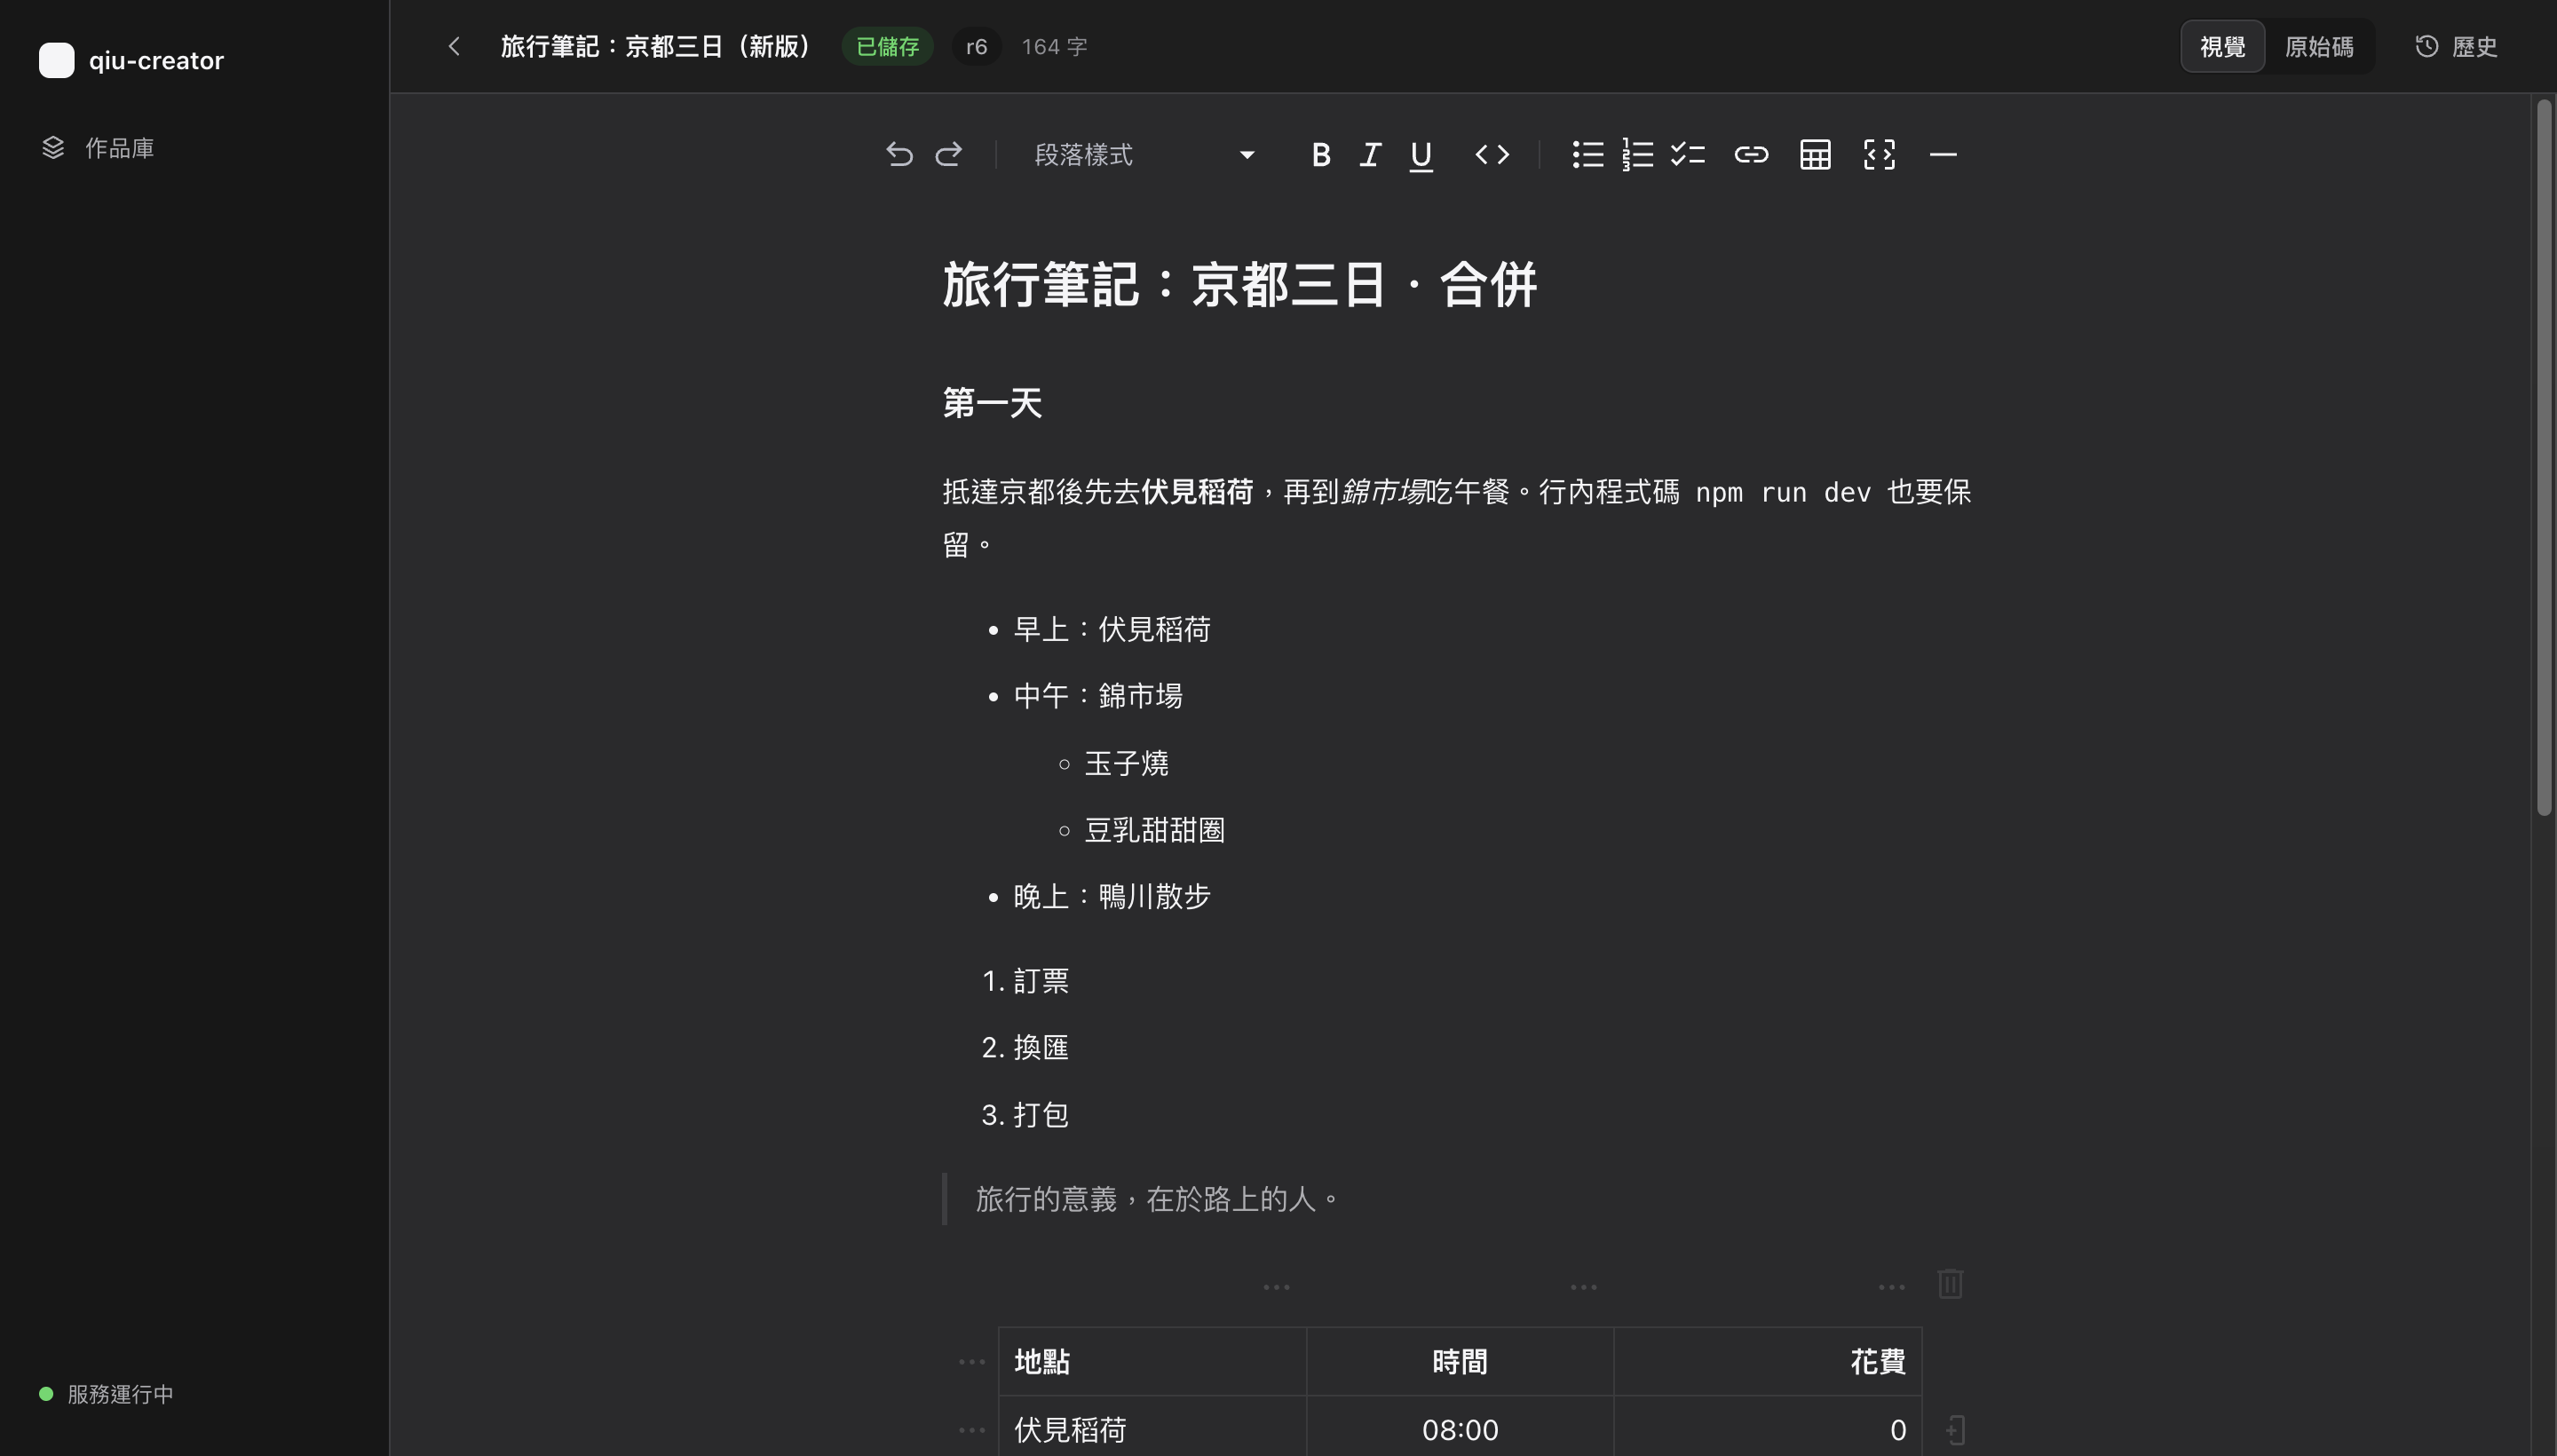 qiu-creator
作品庫
服務運行中
旅行筆記：京都三日（新版） 已儲存 r6 164 字
視覺 原始碼 歷史
段落樣式 B I U
旅行筆記：京都三日 · 合併
第一天
抵達京都後先去伏見稻荷，再到錦市場吃午餐。行內程式碼 npm run dev 也要保
留。
• 早上：伏見稻荷
• 中午：錦市場
◦ 玉子燒
◦ 豆乳甜甜圈
• 晚上：鴨川散步
1. 訂票
2. 換匯
3. 打包
旅行的意義，在於路上的人。
地點 時間 花費
伏見稻荷 08:00 0